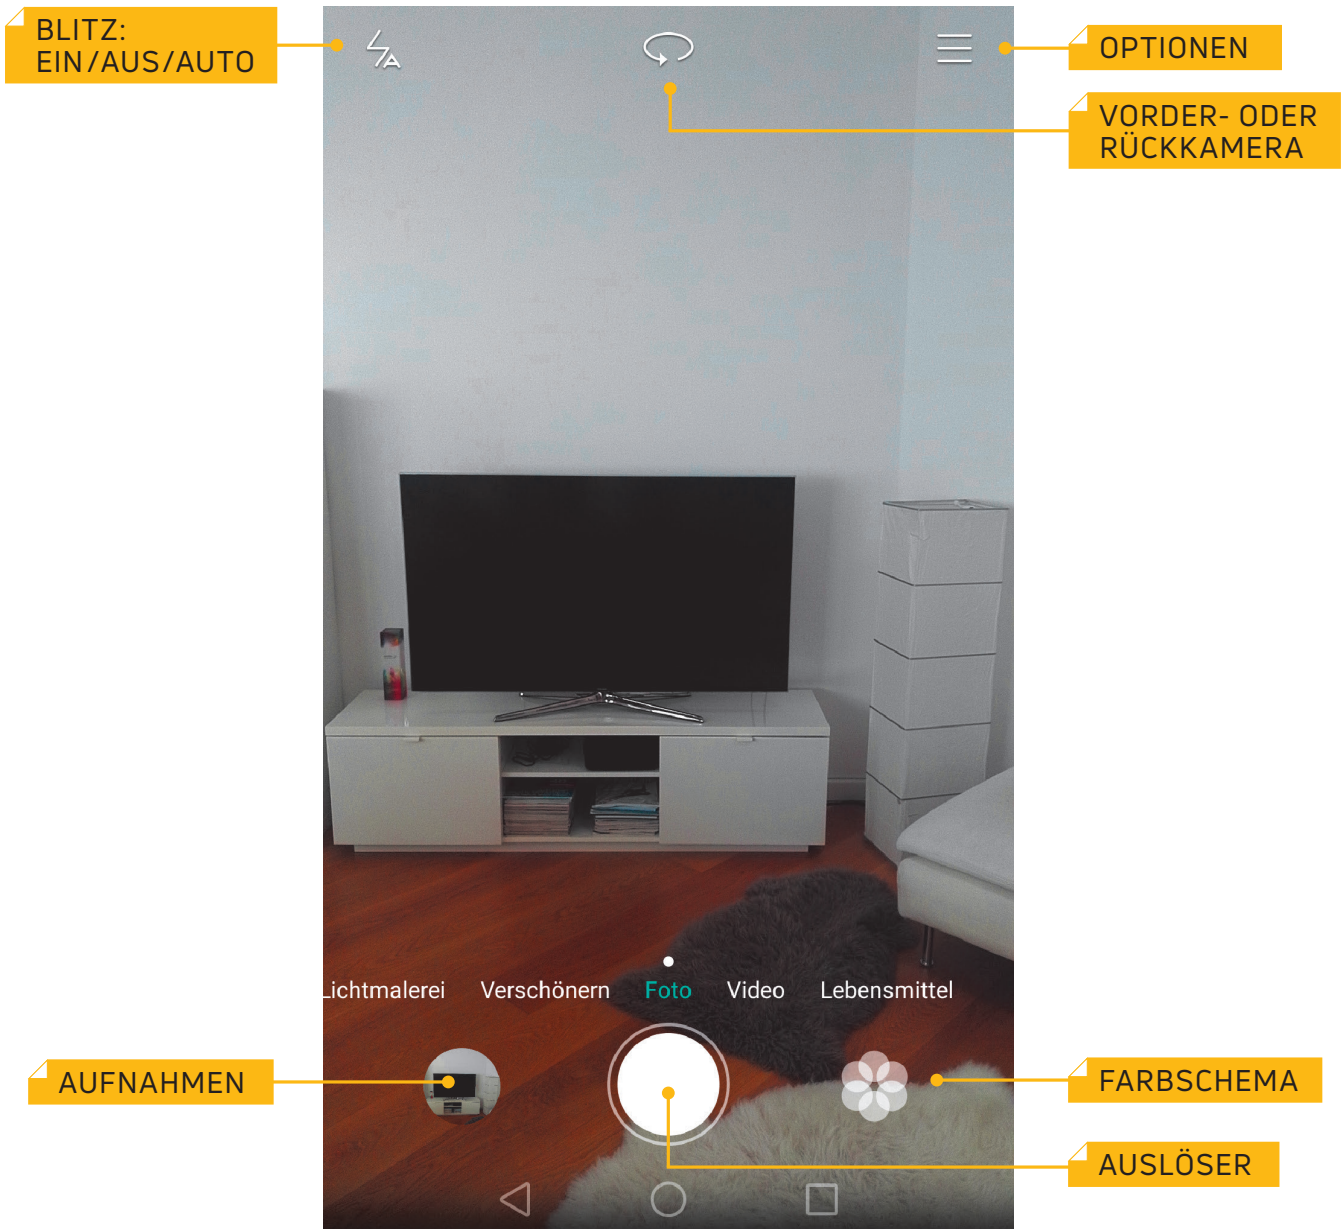 BLITZ:
EIN/AUS/AUTO
A
OPTIONEN
VORDER- ODER
RÜCKKAMERA
Lichtmalerei Verschönern Foto Video Lebensmittel
AUFNAHMEN
FARBSCHEMA
AUSLÖSER